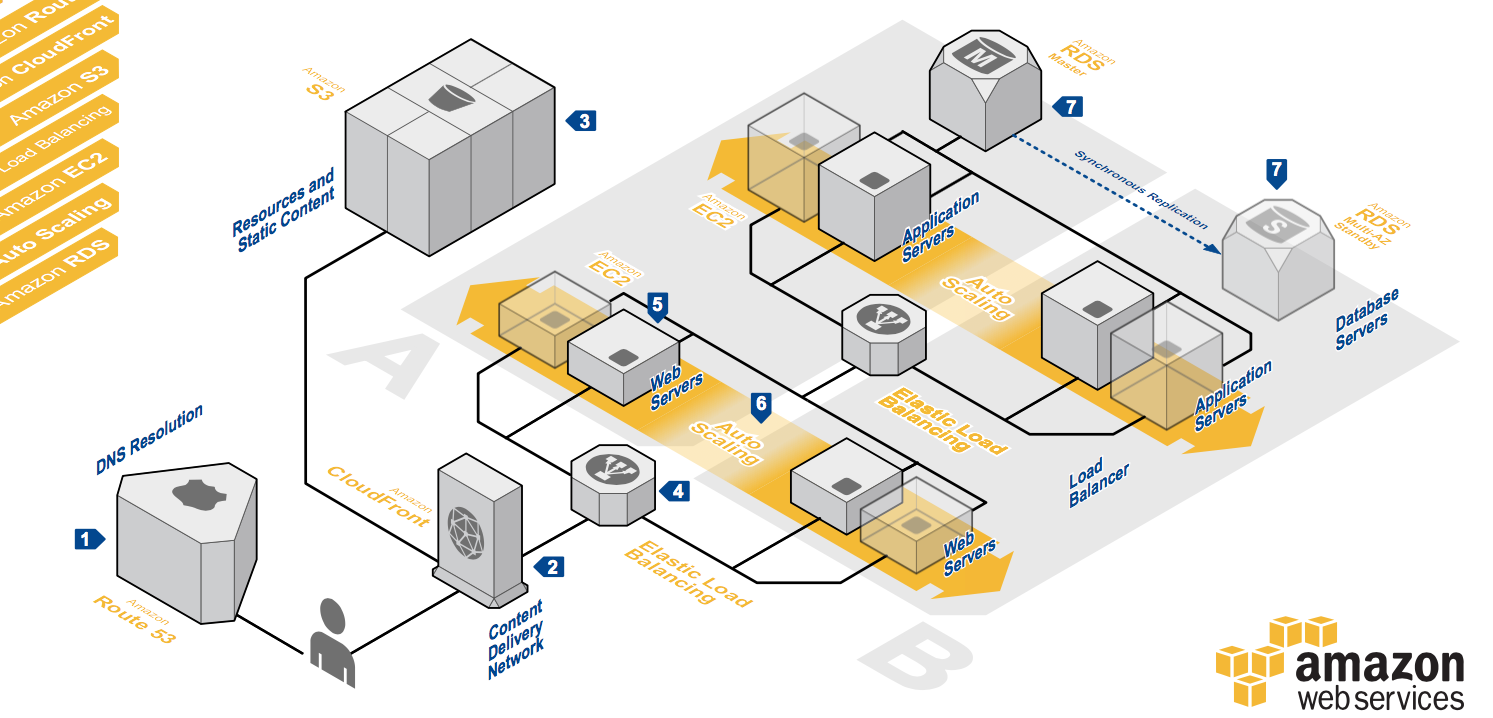 zon Route
n CloudFront
Amazon S3
Load Balancing
Amazon EC2
Auto Scaling
Amazon RDS
Amazon
S3
3
Resources and
Static Content
DNS Resolution
1
Amazon
Route 53
Amazon
CloudFront
2
Content
Delivery
Network
A
B
4
Elastic Load
Balancing
Amazon
EC2
5
Web
Servers
6
Auto
Scaling
Web
Servers
Amazon
EC2
Application
Servers
Auto
Scaling
Elastic Load
Balancing
Load
Balancer
Application
Servers
M
Amazon
RDS
Master
7
Synchronous Replication
7
S
Amazon
RDS
Multi-AZ
Standby
Database
Servers
amazon
web services